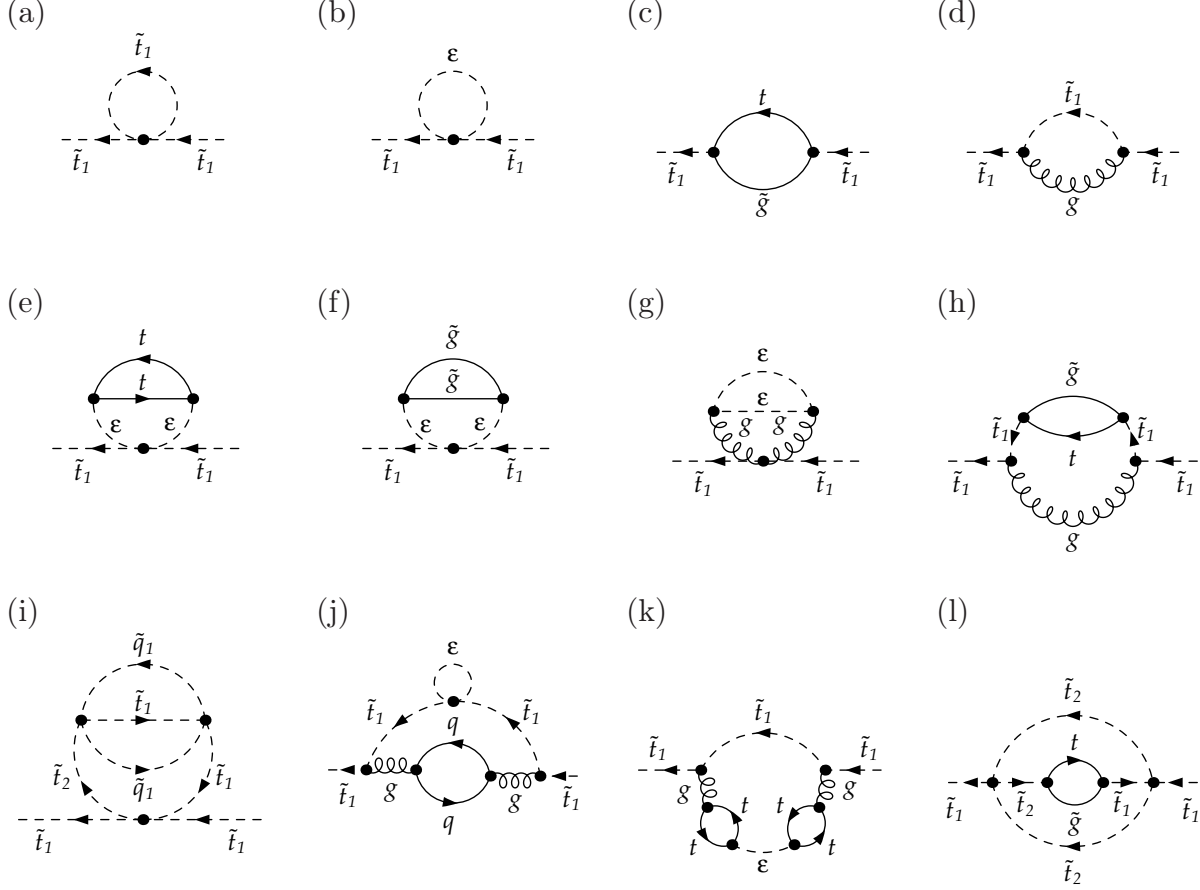 (a) (b) (c) (d)
t̃₁ ε t t̃₁
t̃₁ t̃₁ t̃₁ t̃₁ t̃₁ t̃₁ t̃₁ t̃₁
g̃ g
(e) (f) (g) (h)
t g̃ ε g̃
t g̃ ε t̃₁ t̃₁
ε ε ε ε g g t
t̃₁ t̃₁ t̃₁ t̃₁ t̃₁ t̃₁ t̃₁ t̃₁
g
(i) (j) (k) (l)
q̃₁ ε t̃₁ t̃₂
t̃₁ t̃₁ q t̃₁ t̃₁ t̃₁ t
t̃₂ q̃₁ t̃₁ g g g g t̃₂ t̃₁
t̃₁ t̃₁ t t t̃₁ t̃₁
t̃₁ t̃₁ q t t g̃
ε t̃₂